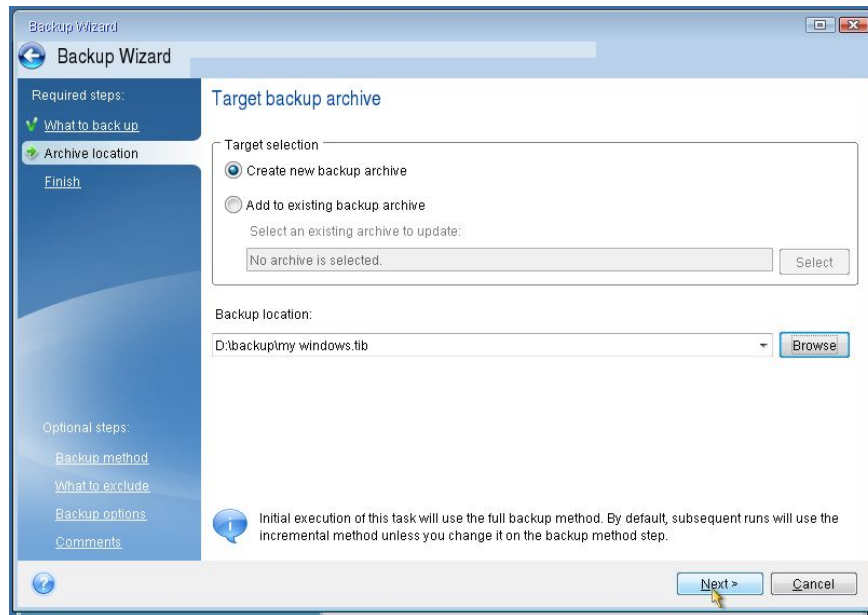 Backup Wizard
Backup Wizard
Required steps:
What to back up
Archive location
Finish
Optional steps:
Backup method
What to exclude
Backup options
Comments
Target backup archive
Target selection
Create new backup archive
Add to existing backup archive
Select an existing archive to update:
No archive is selected.
Select
Backup location:
D:\backup\my windows.tib
Browse
Initial execution of this task will use the full backup method. By default, subsequent runs will use the
incremental method unless you change it on the backup method step.
Next >
Cancel